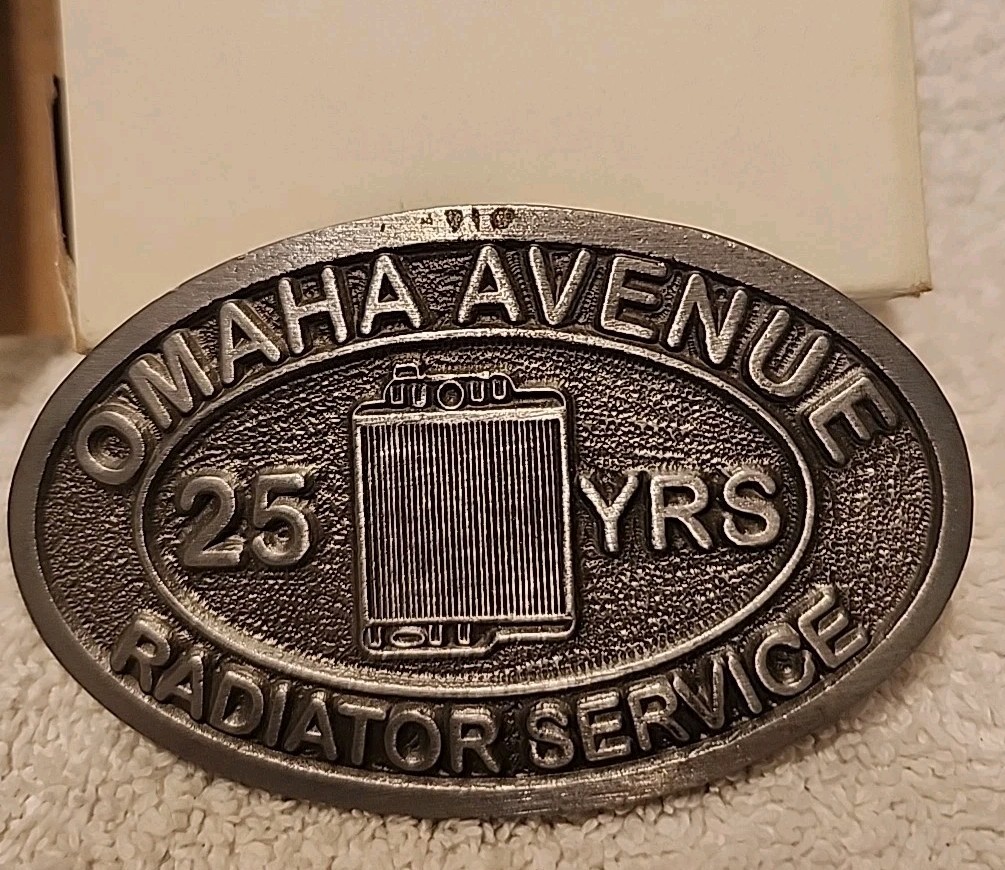 OMAHA AVENUE
25 YRS
RADIATOR SERVICE